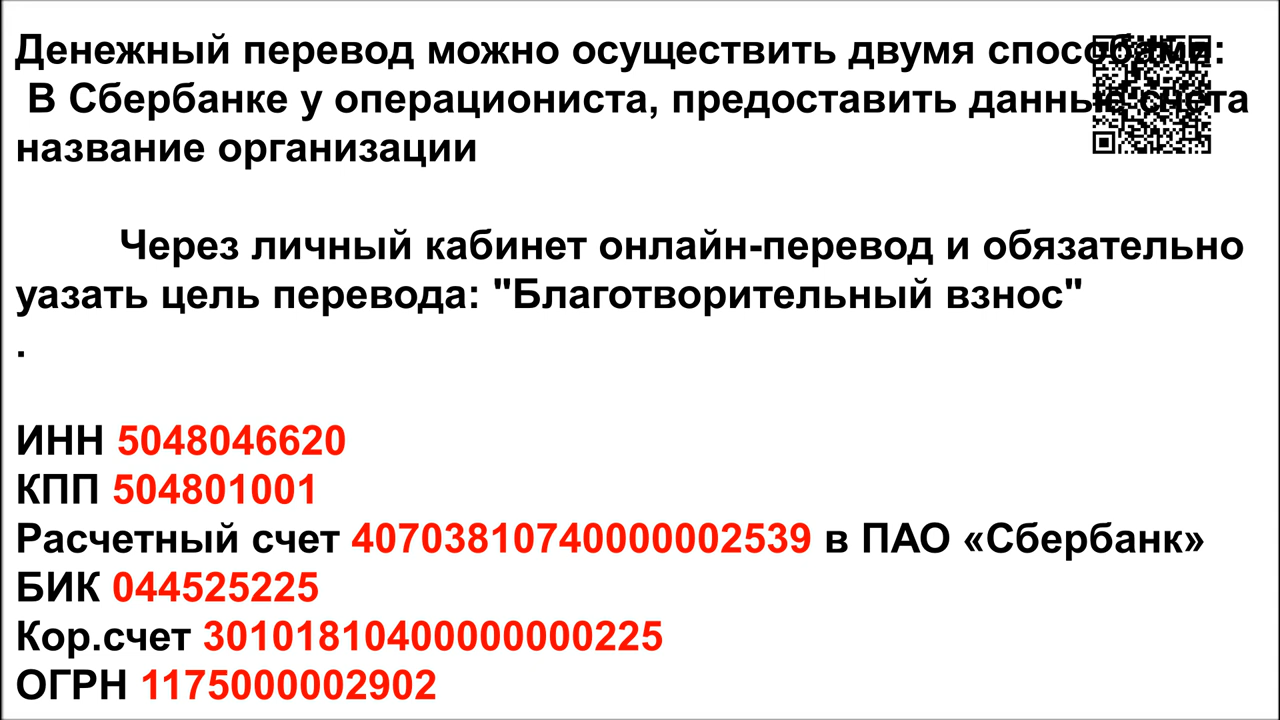 Денежный перевод можно осуществить двумя способами:
В Сбербанке у операциониста, предоставить данные счета
название организации
Через личный кабинет онлайн-перевод и обязательно
уазать цель перевода: "Благотворительный взнос"
.
ИНН 5048046620
КПП 504801001
Расчетный счет 40703810740000002539 в ПАО «Сбербанк»
БИК 044525225
Кор.счет 30101810400000000225
ОГРН 1175000002902